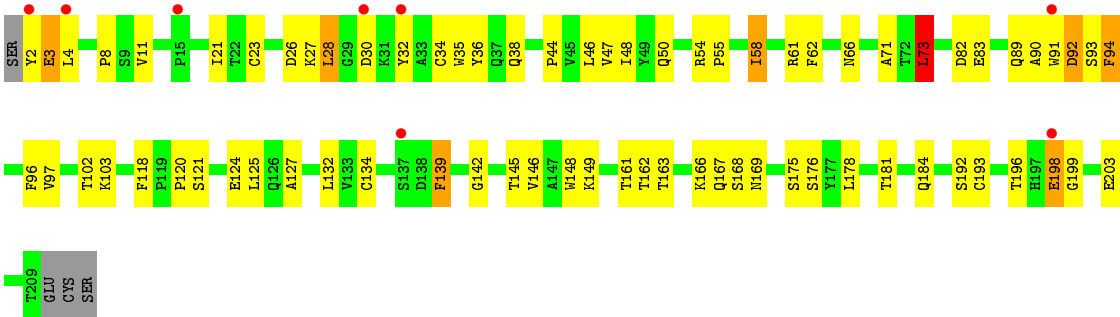 SER Y2 E3 L4 P8 S9 V11 P15 I21 T22 C23 D26 K27 L28 G29 D30 K31 Y32 A33 C34 W35 Y36 Q37 Q38 P44 V45 L46 V47 I48 Y49 Q50 R54 P55 I58 R61 F62 N66 A71 T72 L73 D82 E83 Q89 A90 W91 D92 S93 F94
F96 V97 T102 K103 F118 P119 P120 S121 E124 L125 Q126 A127 L132 V133 C134 S137 D138 F139 G142 T145 V146 A147 W148 K149 T161 T162 T163 K166 Q167 S168 N169 S175 S176 Y177 L178 T181 Q184 S192 C193 T196 H197 E198 G199 E203
T209 GLU CYS SER